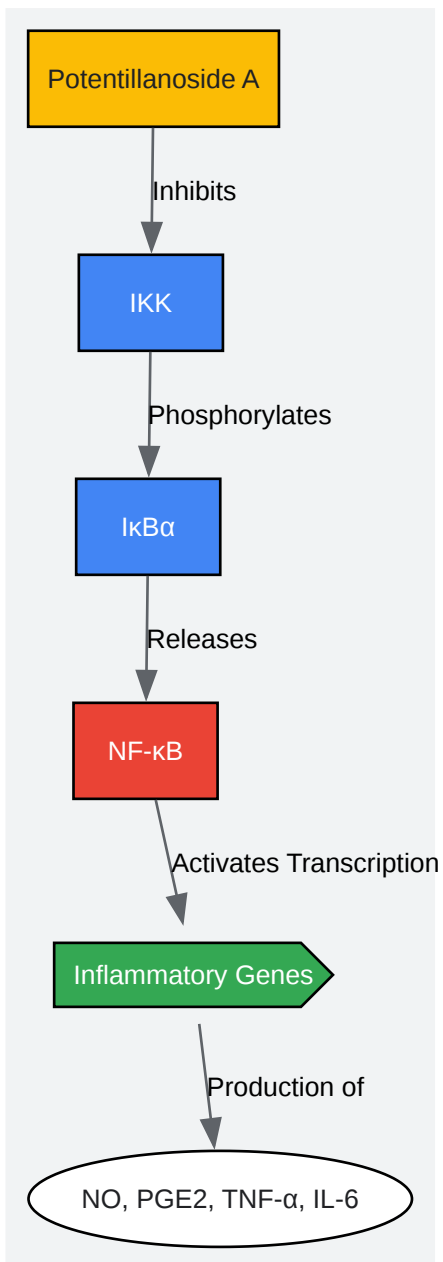 Potentillanoside A
Inhibits
IKK
Phosphorylates
IκBα
Releases
NF-κB
Activates Transcription
Inflammatory Genes
Production of
NO, PGE2, TNF-α, IL-6